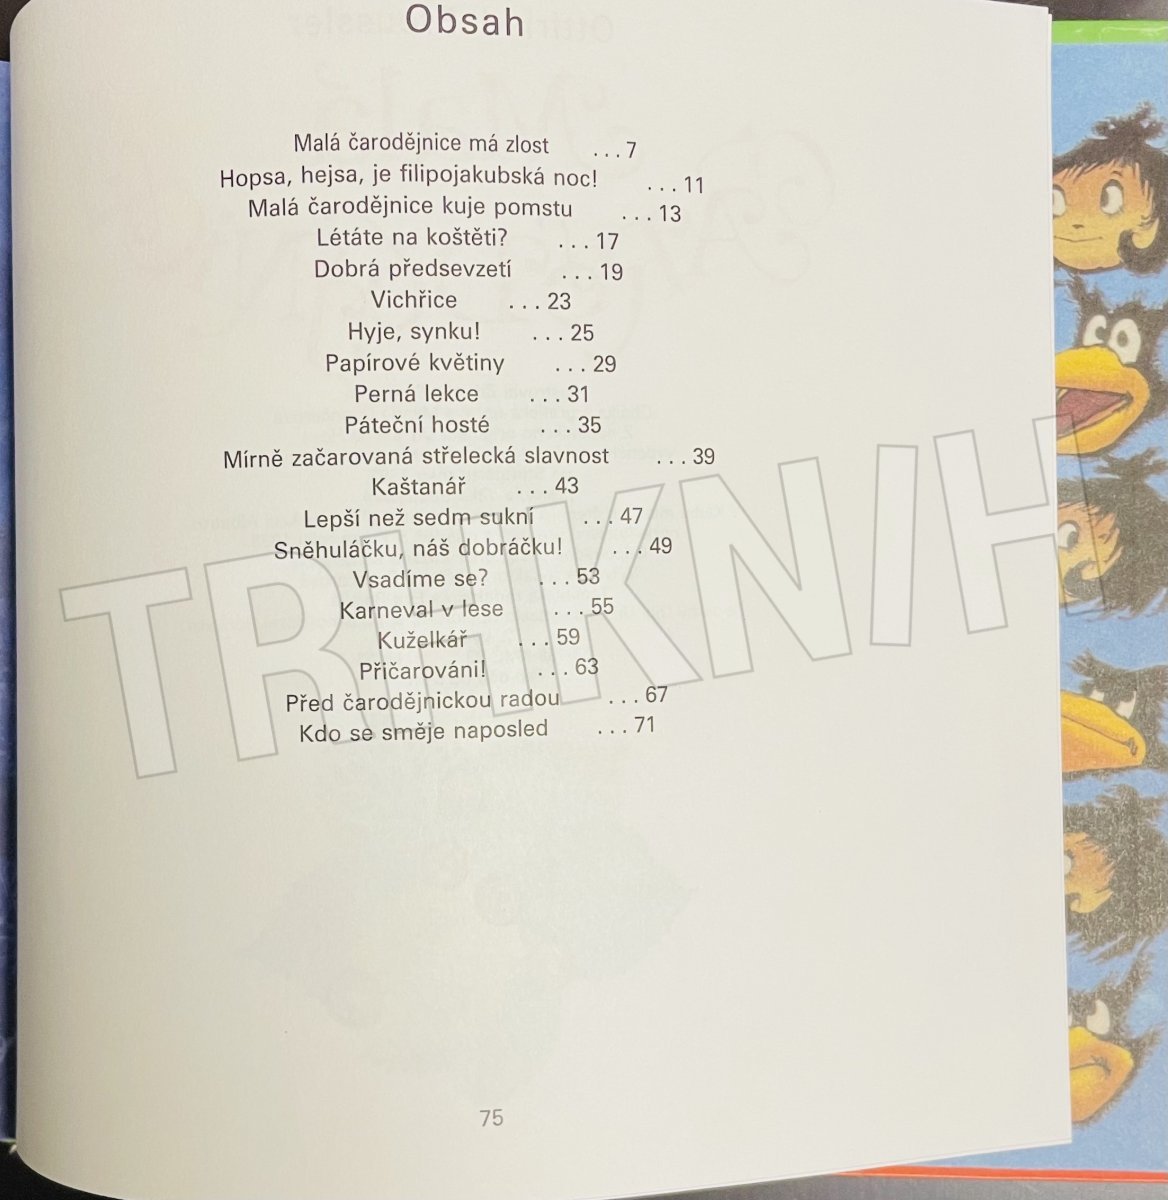 Obsah
Malá čarodějnice má zlost ...7
Hopsa, hejsa, je filipojakubská noc! ...11
Malá čarodějnice kuje pomstu ...13
Létáte na koštěti? ...17
Dobrá předsevzetí ...19
Vichřice ...23
Hyje, synku! ...25
Papírové květiny ...29
Perná lekce ...31
Páteční hosté ...35
Mírně začarovaná střelecká slavnost ...39
Kaštanář ...43
Lepší než sedm sukní ...47
Sněhuláčku, náš dobráčku! ...49
Vsadíme se? ...53
Karneval v lese ...55
Kuželkář ...59
Přičarováni! ...63
Před čarodějnickou radou ...67
Kdo se směje naposled ...71
TRHKNIH
75